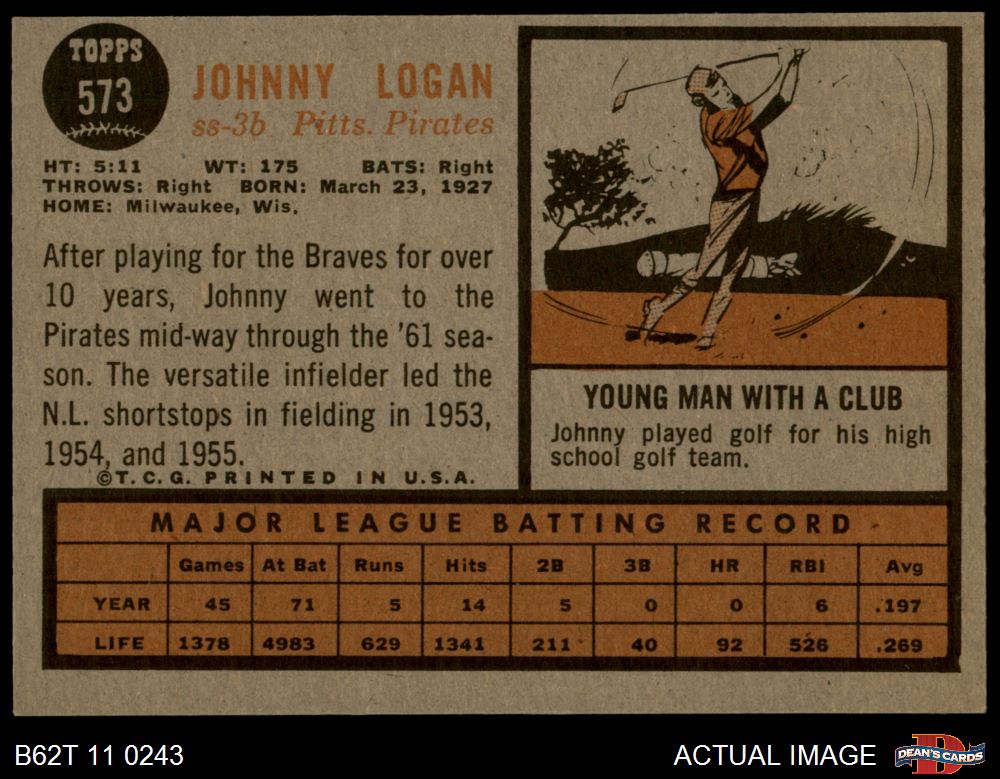 TOPPS
573
JOHNNY LOGAN
ss-3b Pitts. Pirates
HT: 5:11 WT: 175 BATS: Right
THROWS: Right BORN: March 23, 1927
HOME: Milwaukee, Wis.
After playing for the Braves for over
10 years, Johnny went to the
Pirates mid-way through the '61 sea-
son. The versatile infielder led the
N.L. shortstops in fielding in 1953,
1954, and 1955.
©T.C.G. PRINTED IN U.S.A.
YOUNG MAN WITH A CLUB
Johnny played golf for his high
school golf team.
MAJOR LEAGUE BATTING RECORD
Games At Bat Runs Hits 2B 3B HR RBI Avg
YEAR 45 71 5 14 5 0 0 6 .197
LIFE 1378 4983 629 1341 211 40 92 526 .269
B62T 11 0243
ACTUAL IMAGE
D
DEAN'S CARDS